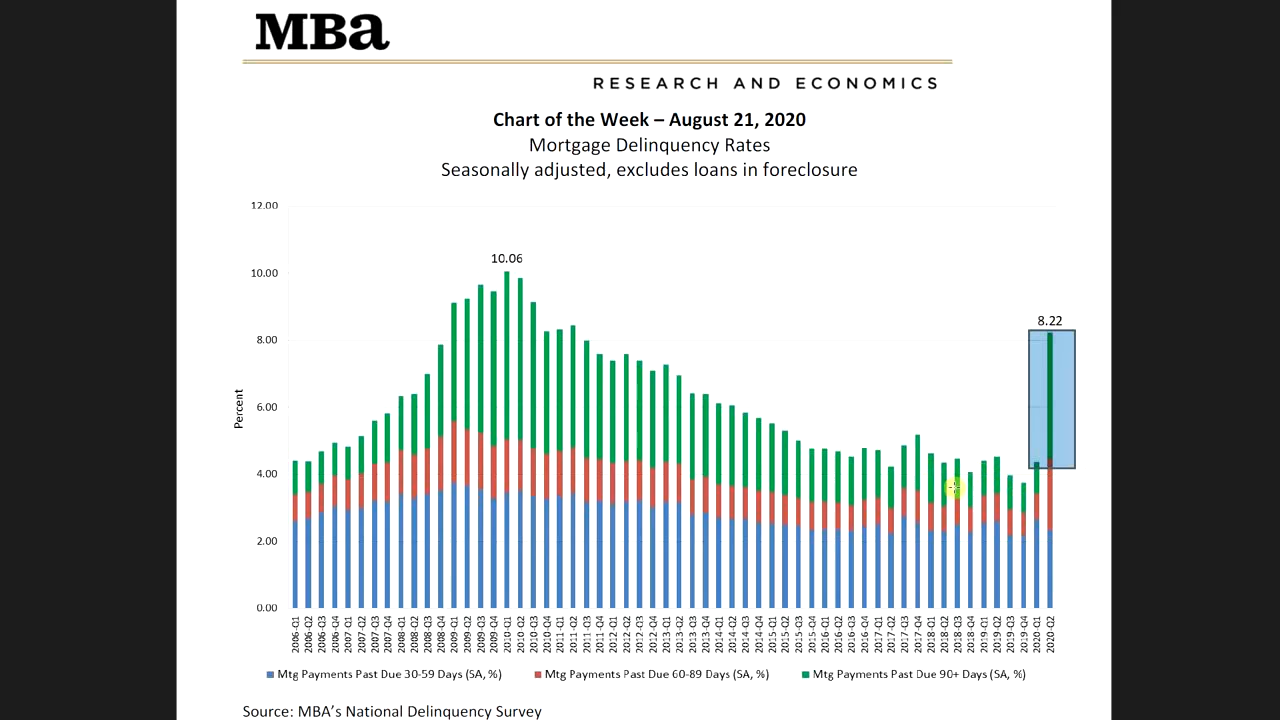 MBa
RESEARCH AND ECONOMICS
Chart of the Week – August 21, 2020
Mortgage Delinquency Rates
Seasonally adjusted, excludes loans in foreclosure
12.00
10.06
10.00
8.22
8.00
6.00
4.00
2.00
0.00
Percent
2006-Q1
2006-Q2
2006-Q3
2006-Q4
2007-Q1
2007-Q2
2007-Q3
2007-Q4
2008-Q1
2008-Q2
2008-Q3
2008-Q4
2009-Q1
2009-Q2
2009-Q3
2009-Q4
2010-Q1
2010-Q2
2010-Q3
2010-Q4
2011-Q1
2011-Q2
2011-Q3
2011-Q4
2012-Q1
2012-Q2
2012-Q3
2012-Q4
2013-Q1
2013-Q2
2013-Q3
2013-Q4
2014-Q1
2014-Q2
2014-Q3
2014-Q4
2015-Q1
2015-Q2
2015-Q3
2015-Q4
2016-Q1
2016-Q2
2016-Q3
2016-Q4
2017-Q1
2017-Q2
2017-Q3
2017-Q4
2018-Q1
2018-Q2
2018-Q3
2018-Q4
2019-Q1
2019-Q2
2019-Q3
2019-Q4
2020-Q1
2020-Q2
Mtg Payments Past Due 30-59 Days (SA, %)
Mtg Payments Past Due 60-89 Days (SA, %)
Mtg Payments Past Due 90+ Days (SA, %)
Source: MBA's National Delinquency Survey